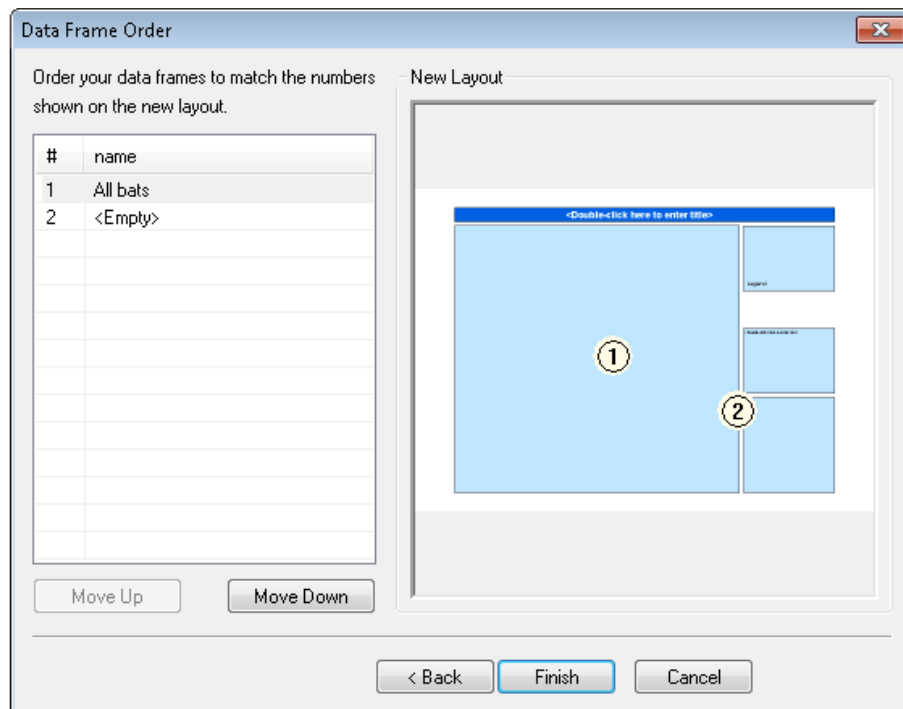 Data Frame Order
Order your data frames to match the numbers
shown on the new layout.
# name
1 All bats
2 <Empty>
Move Up
Move Down
New Layout
<Double-click here to enter title>
Legend
1
2
< Back
Finish
Cancel